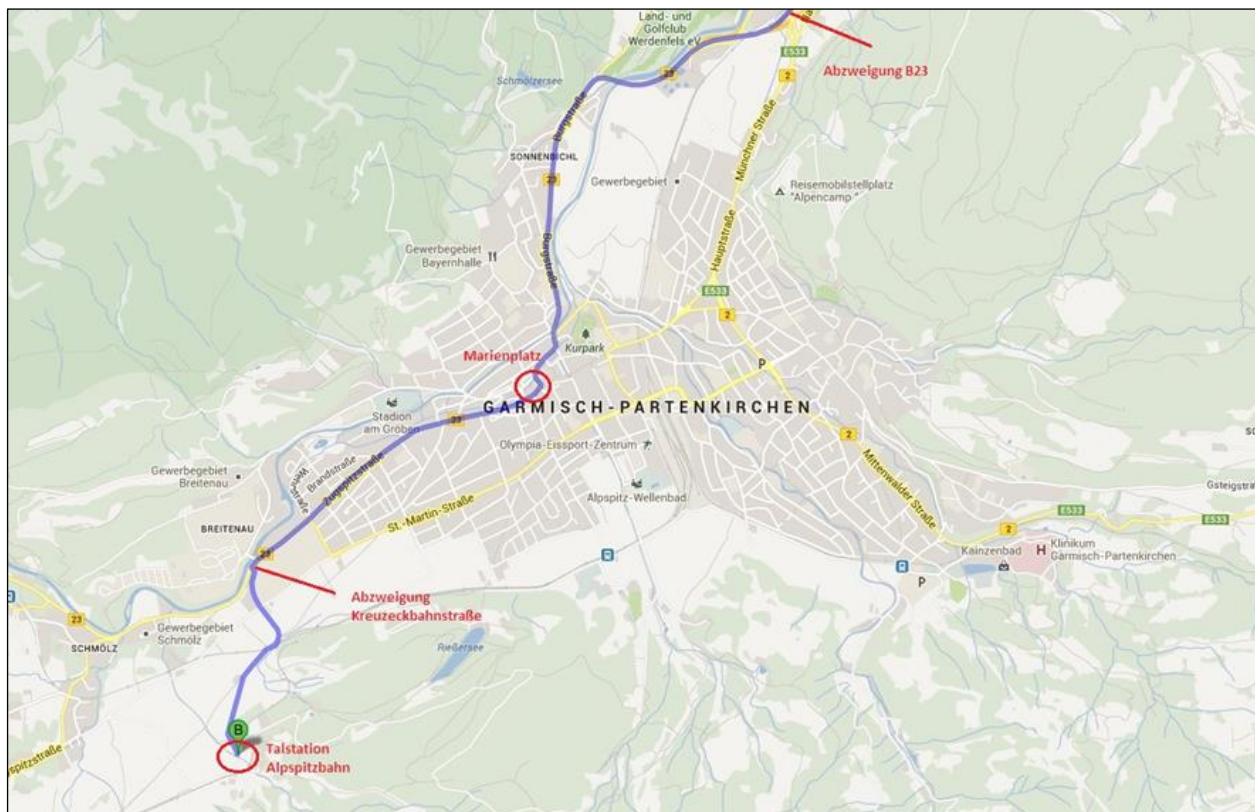 Land- und
Golfclub
Werdenfels eV
E533
Abzweigung B23
23
2
Schmölzersee
Burgstraße
Münchner Straße
SONNENBICHL
23
Gewerbegebiet
Reisemobilstellplatz
"Alpencamp "
Burgstraße
Hauptstraße
Gewerbegebiet
Bayernhalle
E533
2
Kurpark
Marienplatz
P
GARMISCH-PARTENKIRCHEN
Stadion
am Gröben
23
Olympia-Eissport-Zentrum
2
Brandstraße
Zugspitzstraße
Mittenwalder Straße
Gewerbegebiet
Breitenau
Alpspitz-Wellenbad
Gsteigstraß
St.-Martin-Straße
BREITENAU
2
E533
E533
23
Kainzenbad
H
Klinikum
Garmisch-Partenkirchen
P
Abzweigung
Kreuzeckbahnstraße
23
Gewerbegebiet
Schmölz
SCHMÖLZ
Rießersee
B
Talstation
Alpspitzbahn